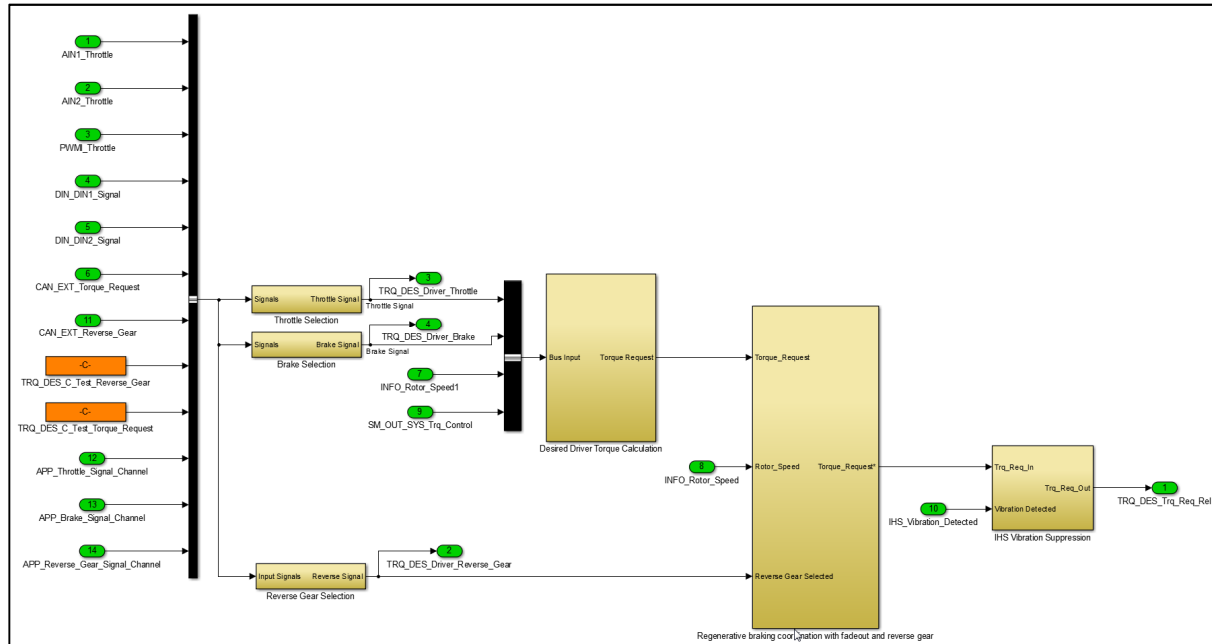 1
AIN1_Throttle
2
AIN2_Throttle
3
PWMI_Throttle
4
DIN_DIN1_Signal
5
DIN_DIN2_Signal
6
CAN_EXT_Torque_Request
11
CAN_EXT_Reverse_Gear
-C-
TRQ_DES_C_Test_Reverse_Gear
-C-
TRQ_DES_C_Test_Torque_Request
12
APP_Throttle_Signal_Channel
13
APP_Brake_Signal_Channel
14
APP_Reverse_Gear_Signal_Channel
Signals Throttle Signal
Throttle Selection
Throttle Signal
3
TRQ_DES_Driver_Throttle
Signals Brake Signal
Brake Selection
Brake Signal
4
TRQ_DES_Driver_Brake
7
INFO_Rotor_Speed1
9
SM_OUT_SYS_Trq_Control
Input Signals Reverse Signal
Reverse Gear Selection
2
TRQ_DES_Driver_Reverse_Gear
Bus Input Torque Request
Desired Driver Torque Calculation
8
INFO_Rotor_Speed
Torque_Request
Rotor_Speed Torque_Request*
Reverse Gear Selected
Regenerative braking coordination with fadeout and reverse gear
10
IHS_Vibration_Detected
Trq_Req_In
Trq_Req_Out
Vibration Detected
IHS Vibration Suppression
1
TRQ_DES_Trq_Req_Rel